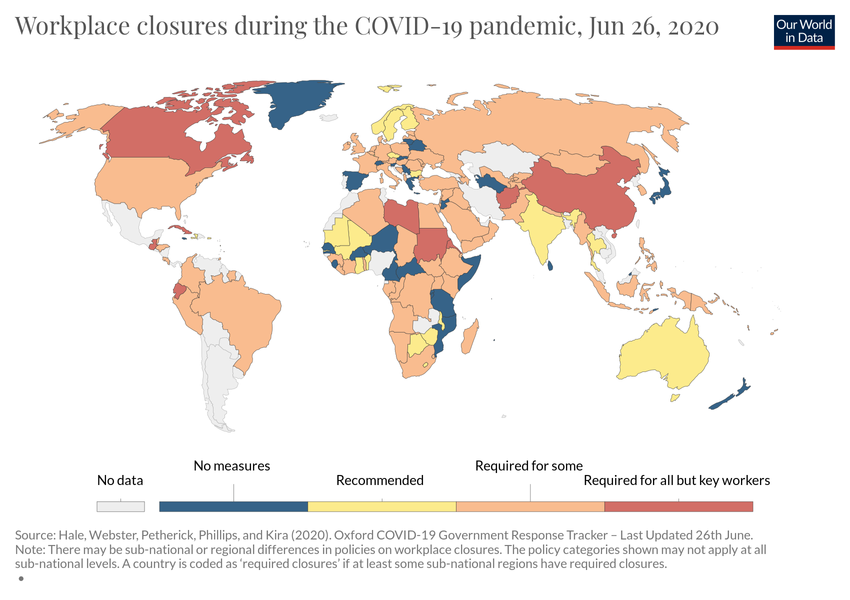 Workplace closures during the COVID-19 pandemic, Jun 26, 2020
Our World
in Data
No data
No measures
Recommended
Required for some
Required for all but key workers
Source: Hale, Webster, Petherick, Phillips, and Kira (2020). Oxford COVID-19 Government Response Tracker – Last Updated 26th June.
Note: There may be sub-national or regional differences in policies on workplace closures. The policy categories shown may not apply at all
sub-national levels. A country is coded as 'required closures' if at least some sub-national regions have required closures.
•